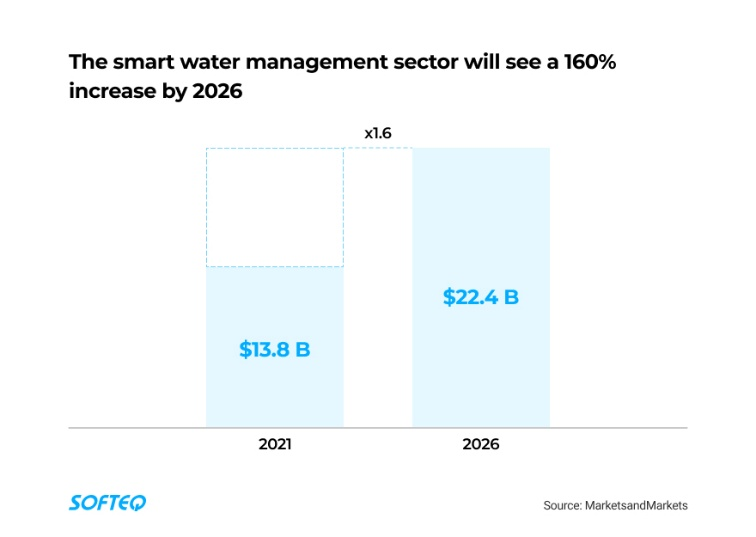 The smart water management sector will see a 160%
increase by 2026
x1.6
$13.8 B
$22.4 B
2021
2026
SOFTEQ
Source: MarketsandMarkets